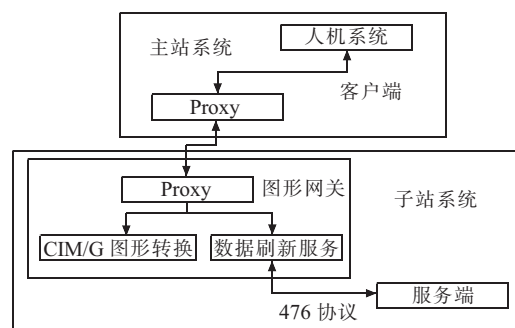 主站系统
人机系统
客户端
Proxy
Proxy
图形网关
子站系统
CIM/G 图形转换
数据刷新服务
476 协议
服务端